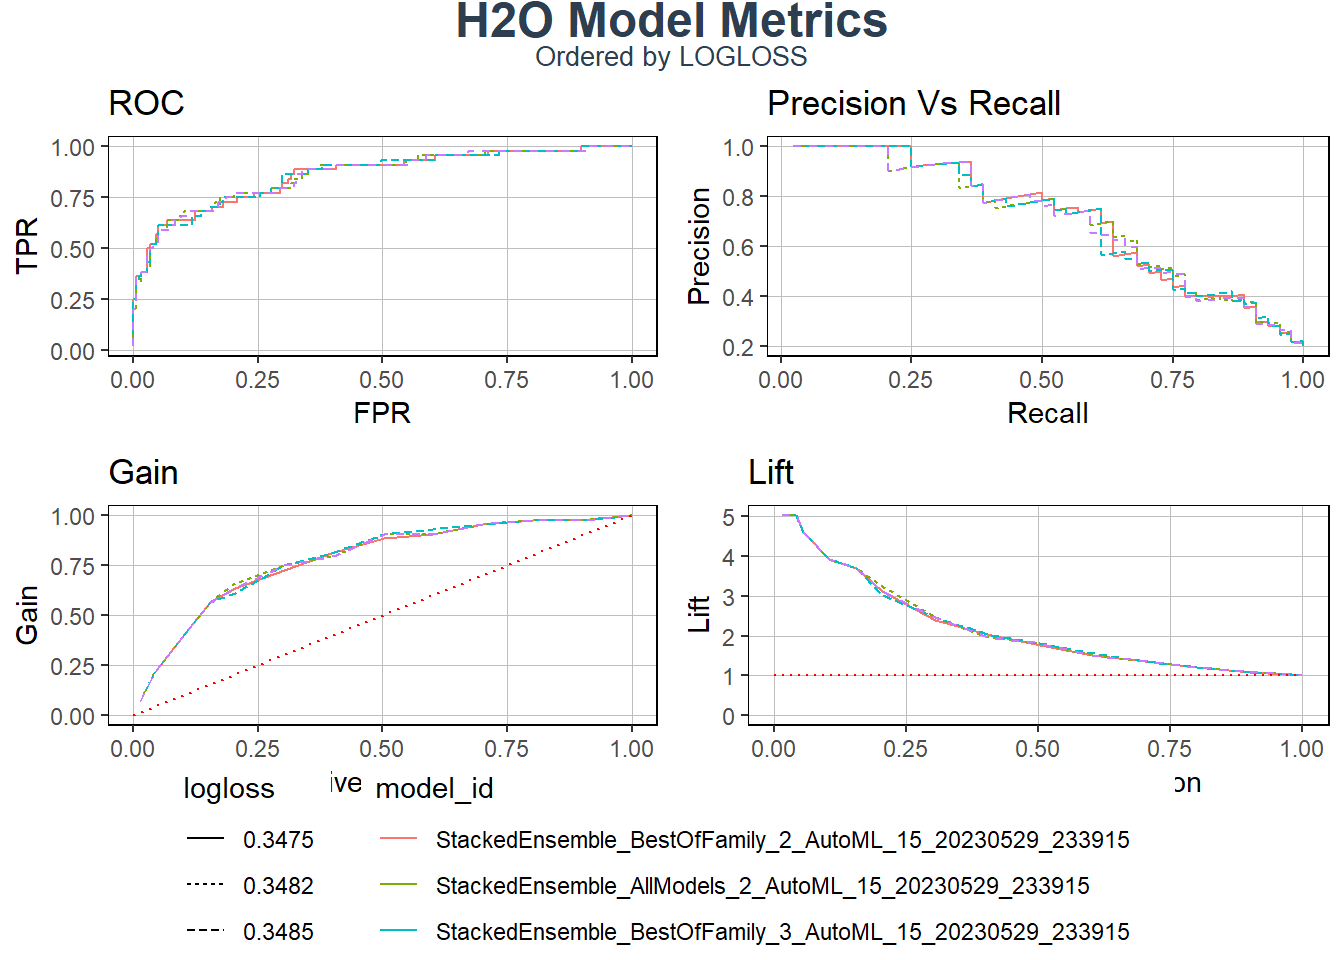 H2O Model Metrics
Ordered by LOGLOSS
ROC
1.00
0.75
0.50
0.25
0.00
TPR
0.00 0.25 0.50 0.75 1.00
FPR
Precision Vs Recall
1.0
0.8
0.6
0.4
0.2
Precision
0.00 0.25 0.50 0.75 1.00
Recall
Gain
1.00
0.75
0.50
0.25
0.00
Gain
0.00 0.25 0.50 0.75 1.00
Lift
5
4
3
2
1
0
Lift
0.00 0.25 0.50 0.75 1.00
ive
on
logloss
0.3475
0.3482
0.3485
model_id
StackedEnsemble_BestOfFamily_2_AutoML_15_20230529_233915
StackedEnsemble_AllModels_2_AutoML_15_20230529_233915
StackedEnsemble_BestOfFamily_3_AutoML_15_20230529_233915